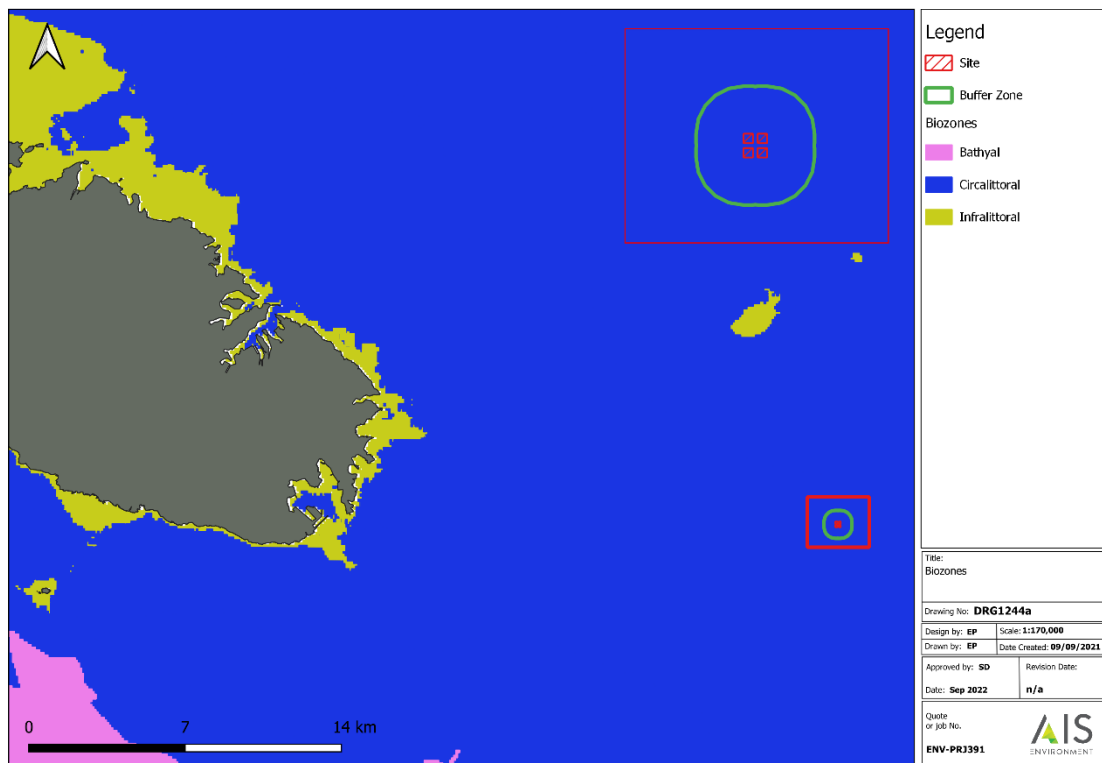 Legend
Site
Buffer Zone
Biozones
Bathyal
Circalittoral
Infralittoral
0 7 14 km
Title:
Biozones
Drawing No: DRG1244a
Design by: EP Scale: 1:170,000
Drawn by: EP Date Created: 09/09/2021
Approved by: SD Revision Date:
Date: Sep 2022 n/a
Quote
or job No.
ENV-PRJ391
AIS
ENVIRONMENT